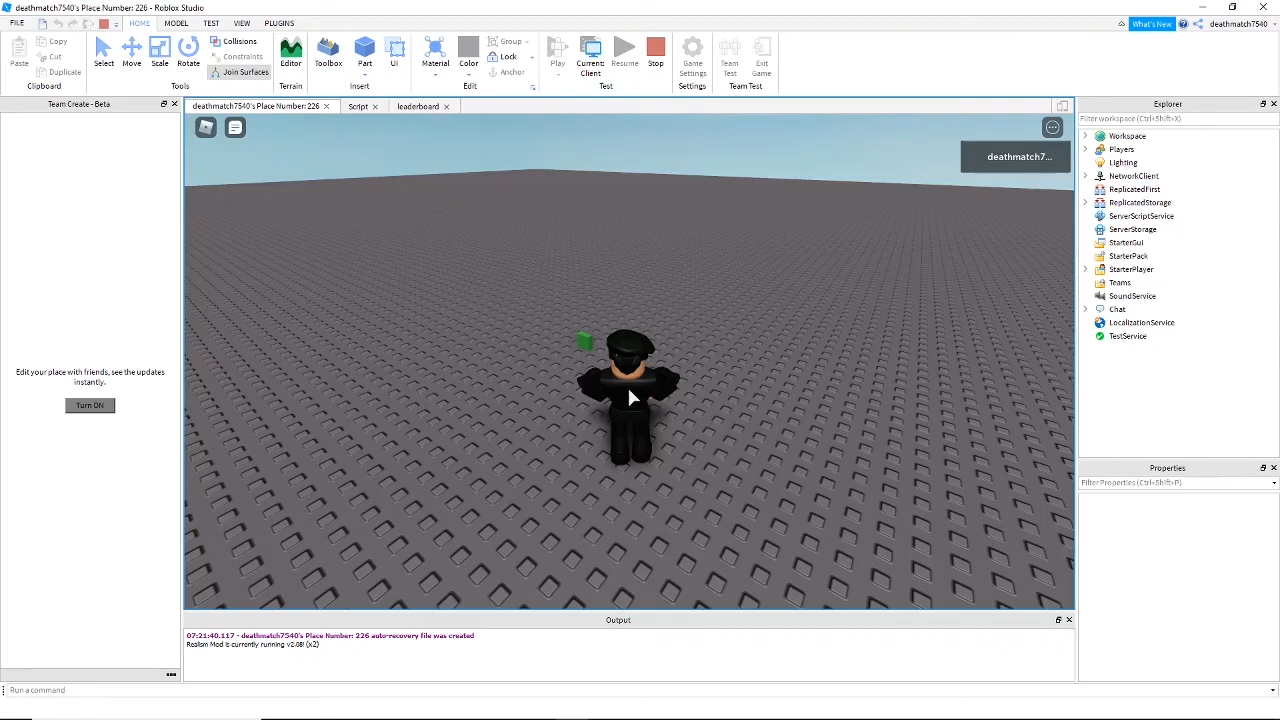 deathmatch7540's Place Number: 226 - Roblox Studio
FILE HOME MODEL TEST VIEW PLUGINS What's New deathmatch7540
Paste Copy Cut Duplicate Select Move Scale Rotate Collisions Constraints Join Surfaces Editor Toolbox Part UI Material Color Group Lock Anchor Play Current: Client Resume Stop Game Settings Team Test Exit Game
Clipboard Tools Terrain Insert Edit Test Settings Team Test
Team Create - Beta
deathmatch7540's Place Number: 226 Script leaderboard
Explorer
Filter workspace (Ctrl+Shift+X)
Workspace
Players
Lighting
NetworkClient
ReplicatedFirst
ReplicatedStorage
ServerScriptService
ServerStorage
StarterGui
StarterPack
StarterPlayer
Teams
SoundService
Chat
LocalizationService
TestService
deathmatch7...
Edit your place with friends, see the updates
instantly.
Turn ON
Properties
Filter Properties (Ctrl+Shift+P)
Output
07:21:40.117 - deathmatch7540's Place Number: 226 auto-recovery file was created
Realism Mod is currently running v2.08! (x2)
Run a command